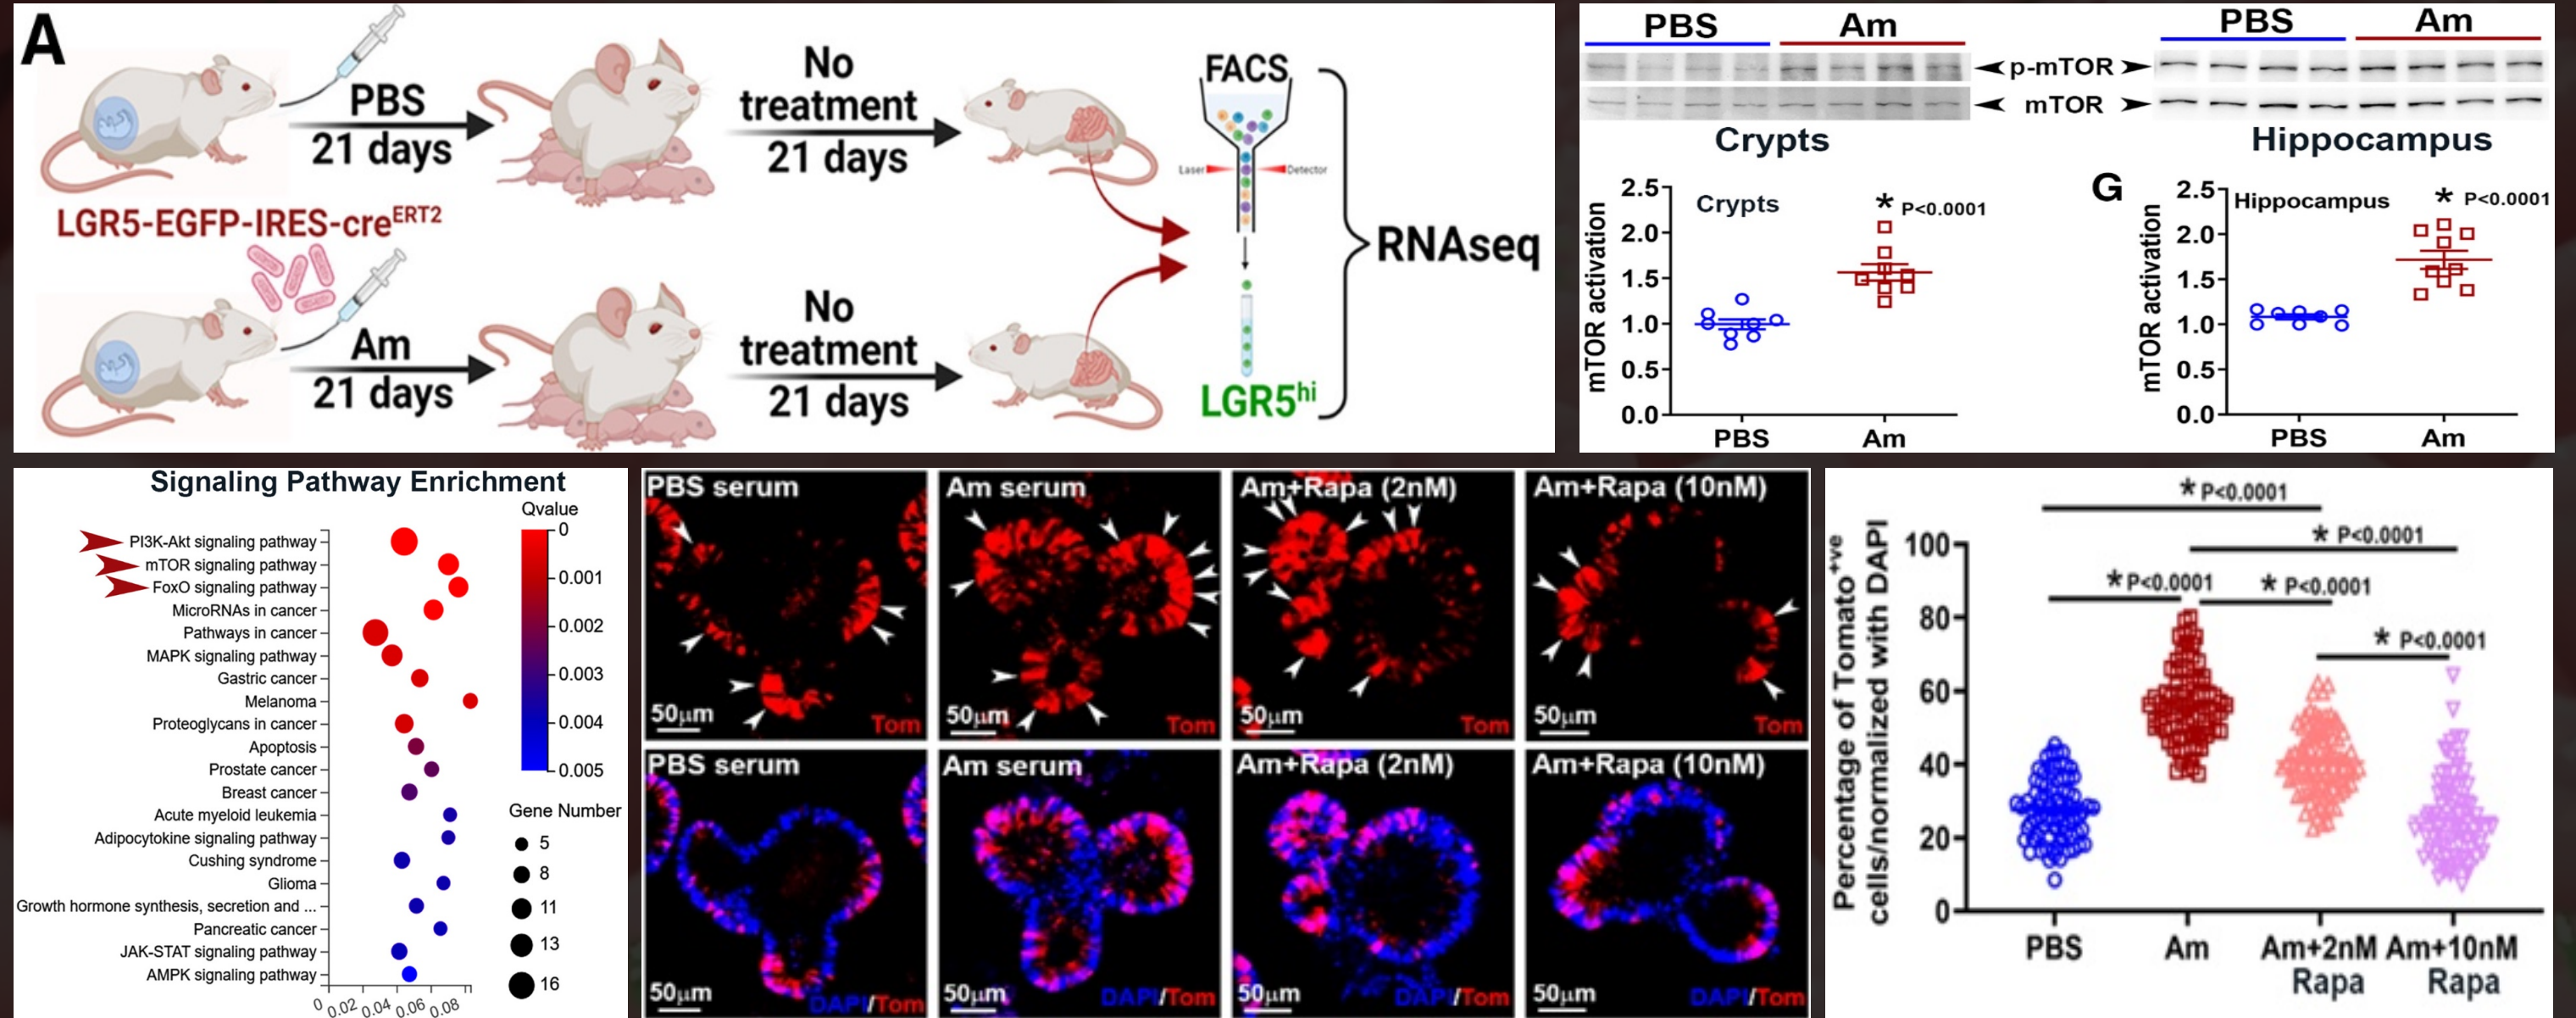 A
PBS
21 days
No
treatment
21 days
FACS
Laser
Detector
LGR5-EGFP-IRES-creERT2
RNAseq
Am
21 days
No
treatment
21 days
LGR5hi
PBS
Am
p-mTOR
mTOR
PBS
Am
Crypts
Hippocampus
mTOR activation
2.5
2.0
1.5
1.0
0.5
0.0
Crypts
* P<0.0001
PBS
Am
G
mTOR activation
2.5
2.0
1.5
1.0
0.5
0.0
Hippocampus
* P<0.0001
PBS
Am
Signaling Pathway Enrichment
PI3K-Akt signaling pathway
mTOR signaling pathway
FoxO signaling pathway
MicroRNAs in cancer
Pathways in cancer
MAPK signaling pathway
Gastric cancer
Melanoma
Proteoglycans in cancer
Apoptosis
Prostate cancer
Breast cancer
Acute myeloid leukemia
Adipocytokine signaling pathway
Cushing syndrome
Glioma
Growth hormone synthesis, secretion and ...
Pancreatic cancer
JAK-STAT signaling pathway
AMPK signaling pathway
0
0.02
0.04
0.06
0.08
Qvalue
0
0.001
0.002
0.003
0.004
0.005
Gene Number
5
8
11
13
16
PBS serum
50μm
Tom
Am serum
50μm
Tom
Am+Rapa (2nM)
50μm
Tom
Am+Rapa (10nM)
50μm
Tom
PBS serum
50μm
DAPI/Tom
Am serum
50μm
DAPI/Tom
Am+Rapa (2nM)
50μm
DAPI/Tom
Am+Rapa (10nM)
50μm
DAPI/Tom
Percentage of Tomato+ve
cells/normalized with DAPI
100
80
60
40
20
0
* P<0.0001
* P<0.0001
* P<0.0001
* P<0.0001
* P<0.0001
PBS
Am
Am+2nM
Rapa
Am+10nM
Rapa